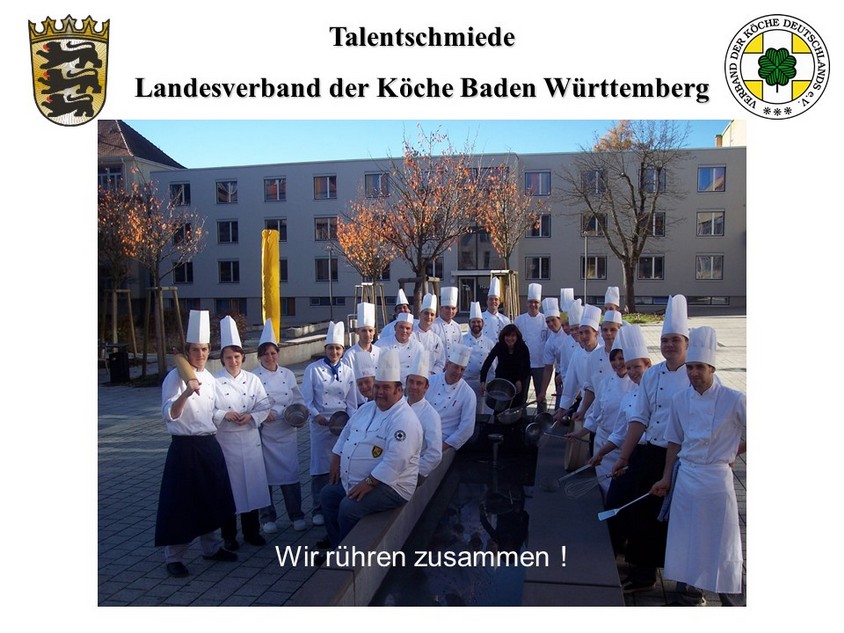 Talentschmiede
Landesverband der Köche Baden Württemberg
VERBAND DER KÖCHE DEUTSCHLANDS e.V.
Wir rühren zusammen !